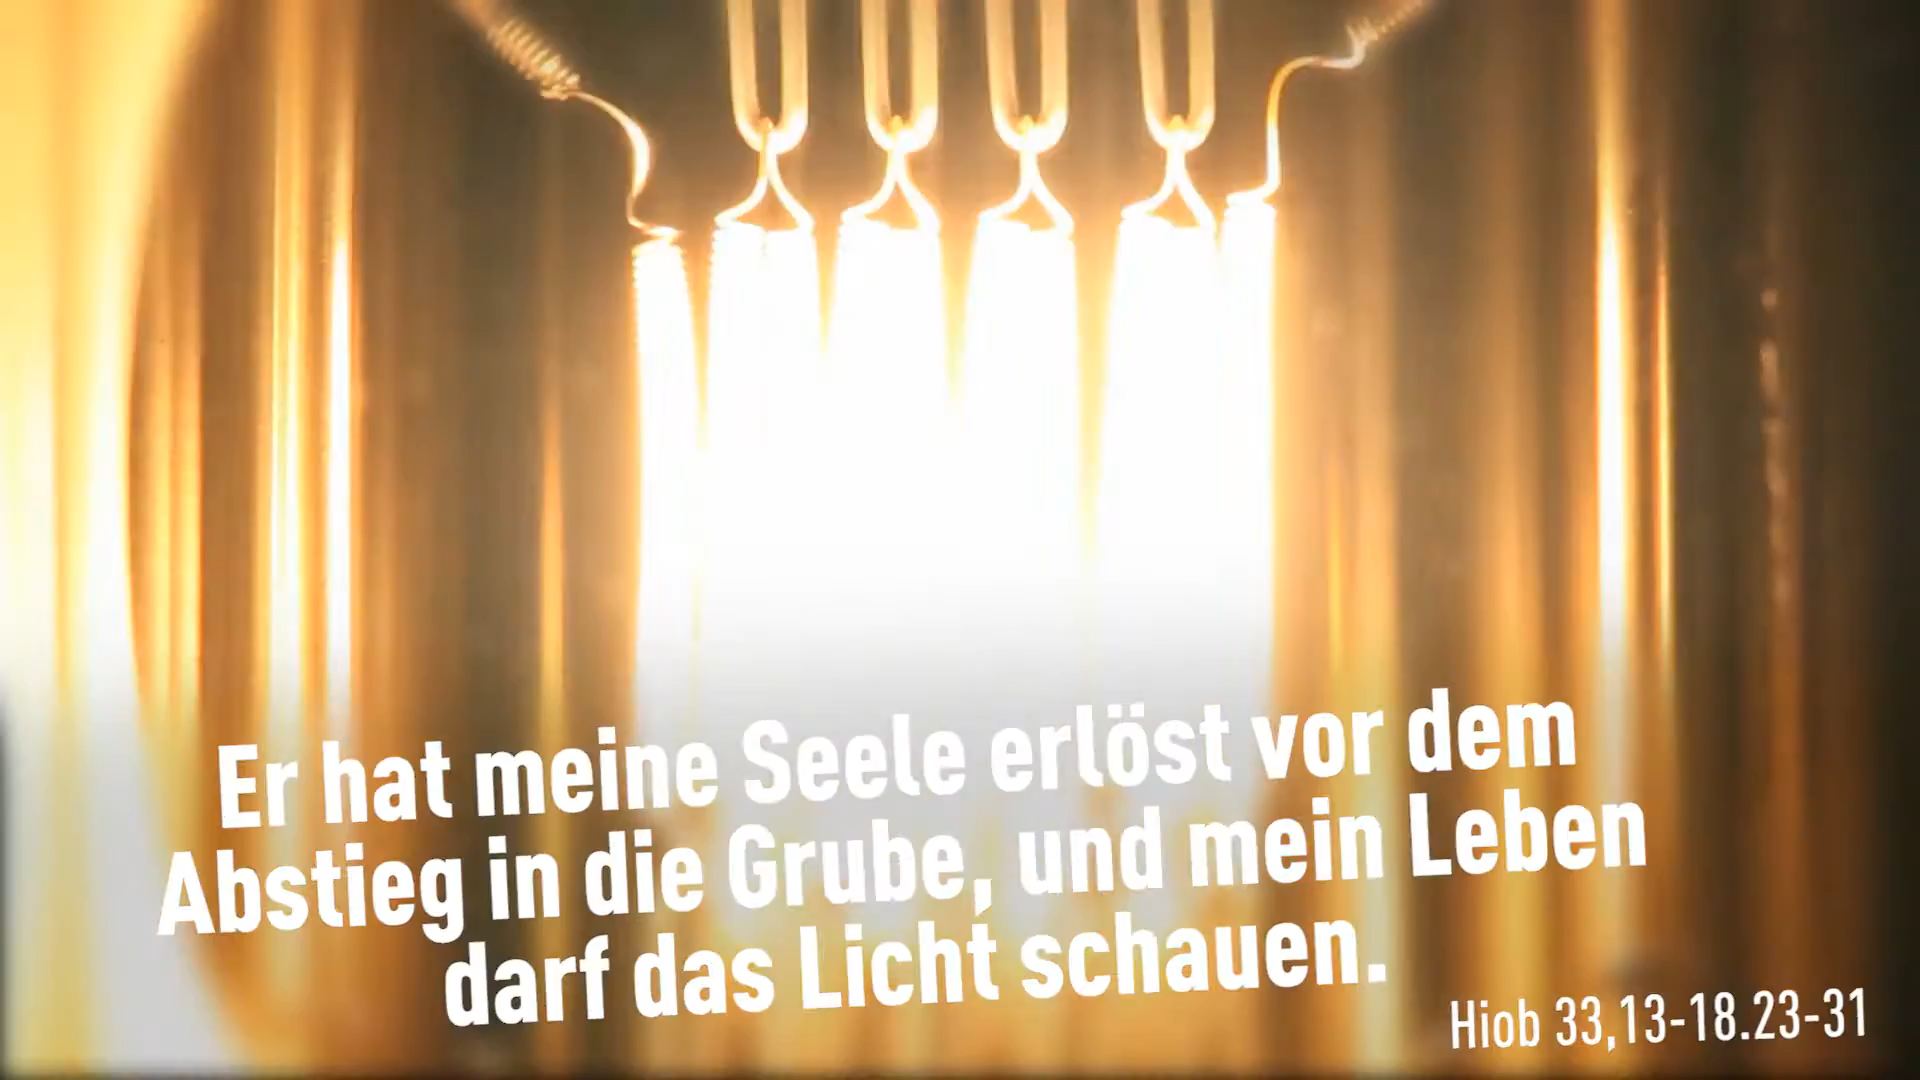 Er hat meine Seele erlöst vor dem
Abstieg in die Grube, und mein Leben
darf das Licht schauen.
Hiob 33,13-18.23-31